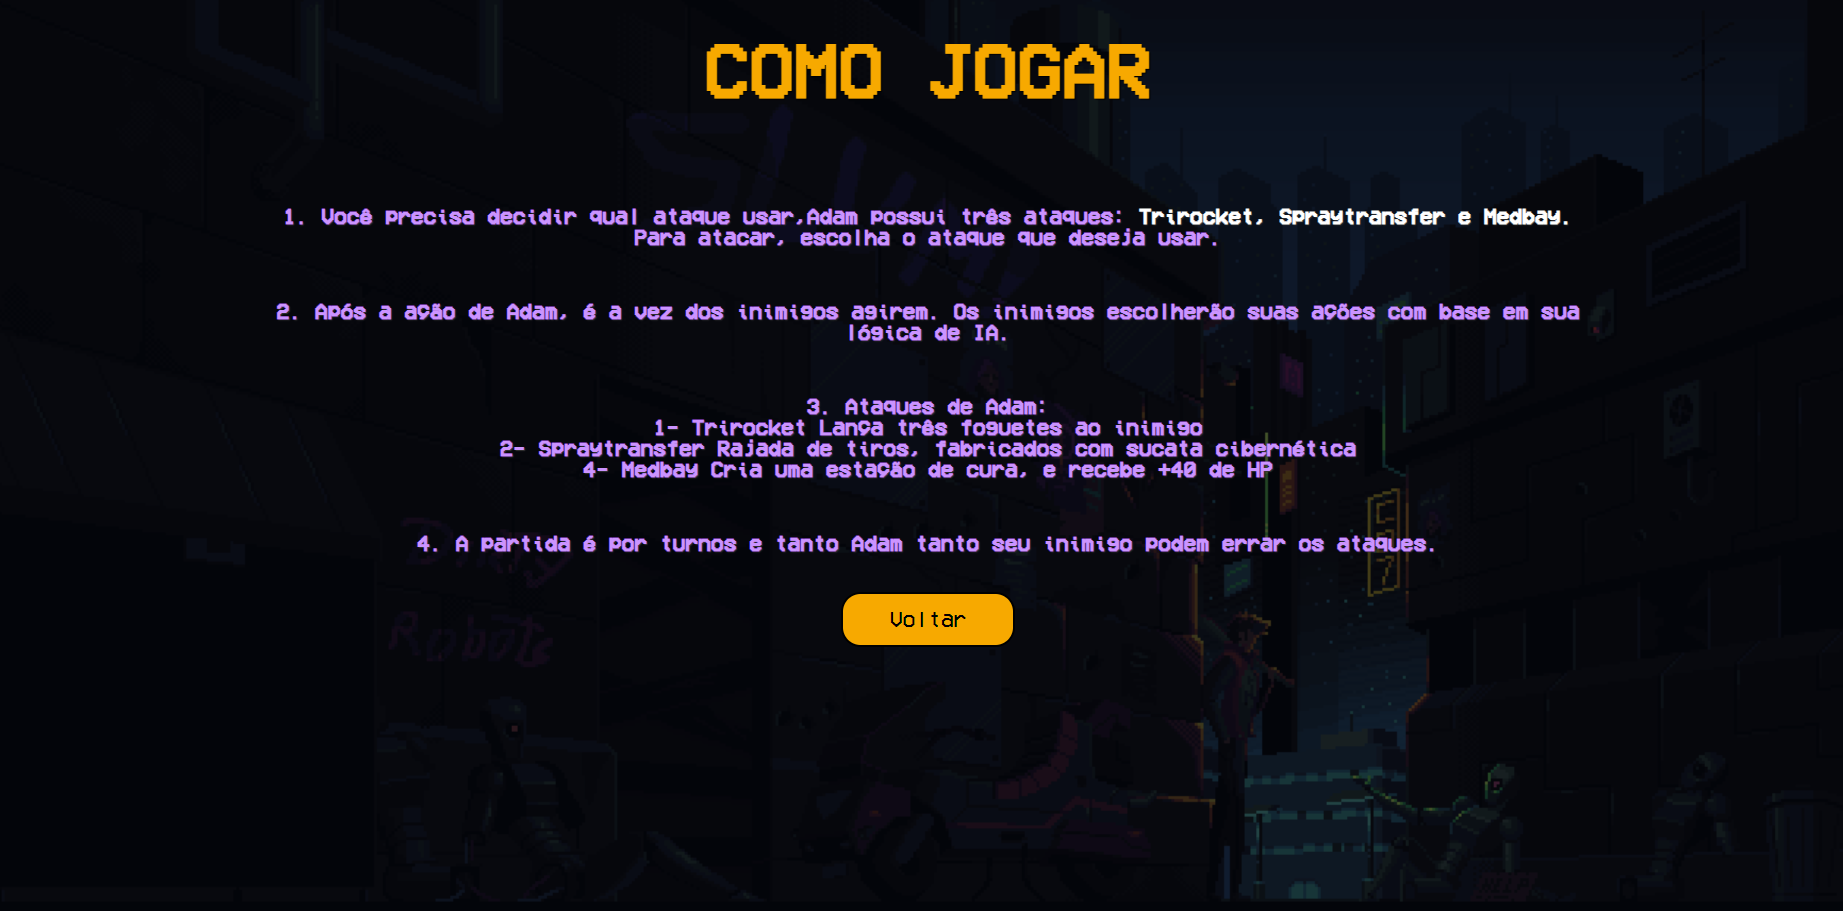 COMO JOGAR
SLUMS
1. Você precisa decidir qual ataque usar,Adam possui três ataques: Trirocket, Spraytransfer e Medbay.
Para atacar, escolha o ataque que deseja usar.
2. Após a ação de Adam, é a vez dos inimigos agirem. Os inimigos escolherão suas ações com base em sua
lógica de IA.
3. Ataques de Adam:
1- Trirocket Lança três foguetes ao inimigo
2- Spraytransfer Rajada de tiros, fabricados com sucata cibernética
4- Medbay Cria uma estação de cura, e recebe +40 de HP
4. A partida é por turnos e tanto Adam tanto seu inimigo podem errar os ataques.
Voltar
Dirty
Robots